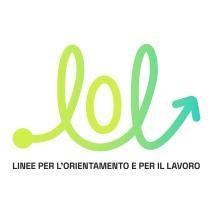 lol
LINEE PER L'ORIENTAMENTO E PER IL LAVORO